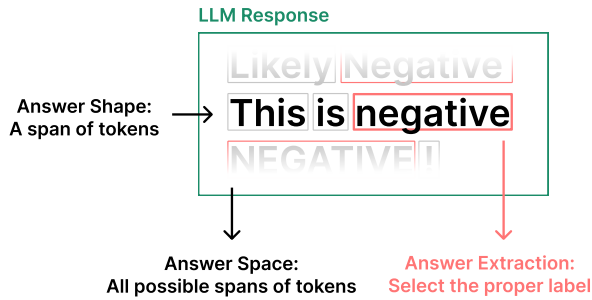 LLM Response
Likely Negative
Answer Shape:
A span of tokens
This is negative
NEGATIVE !
Answer Space:
All possible spans of tokens
Answer Extraction:
Select the proper label